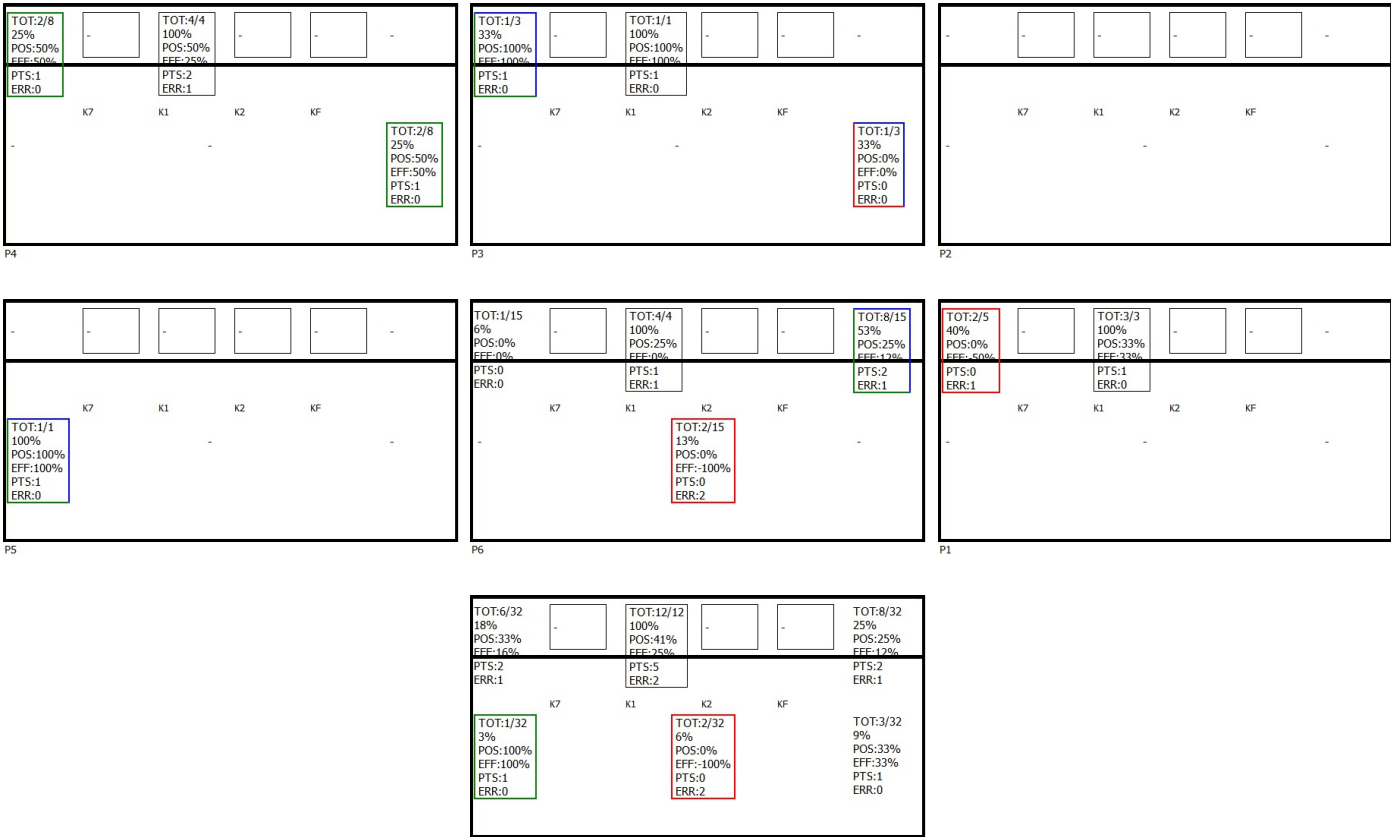 TOT:2/8
25%
POS:50%
EFF:50%
PTS:1
ERR:0
-
TOT:4/4
100%
POS:50%
EFF:25%
PTS:2
ERR:1
-
-
-
K7
K1
K2
KF
-
-
TOT:2/8
25%
POS:50%
EFF:50%
PTS:1
ERR:0
P4
TOT:1/3
33%
POS:100%
EFF:100%
PTS:1
ERR:0
-
TOT:1/1
100%
POS:100%
EFF:100%
PTS:1
ERR:0
-
-
-
K7
K1
K2
KF
-
-
TOT:1/3
33%
POS:0%
EFF:0%
PTS:0
ERR:0
P3
-
-
-
-
-
-
K7
K1
K2
KF
-
-
-
P2
-
-
-
-
-
-
K7
K1
K2
KF
TOT:1/1
100%
POS:100%
EFF:100%
PTS:1
ERR:0
-
-
P5
TOT:1/15
6%
POS:0%
EFF:0%
PTS:0
ERR:0
-
TOT:4/4
100%
POS:25%
EFF:0%
PTS:1
ERR:1
-
-
TOT:8/15
53%
POS:25%
EFF:12%
PTS:2
ERR:1
K7
K1
K2
KF
-
TOT:2/15
13%
POS:0%
EFF:-100%
PTS:0
ERR:2
-
P6
TOT:2/5
40%
POS:0%
EFF:-50%
PTS:0
ERR:1
-
TOT:3/3
100%
POS:33%
EFF:33%
PTS:1
ERR:0
-
-
-
K7
K1
K2
KF
-
-
-
P1
TOT:6/32
18%
POS:33%
EFF:16%
PTS:2
ERR:1
-
TOT:12/12
100%
POS:41%
EFF:25%
PTS:5
ERR:2
-
-
TOT:8/32
25%
POS:25%
EFF:12%
PTS:2
ERR:1
K7
K1
K2
KF
TOT:1/32
3%
POS:100%
EFF:100%
PTS:1
ERR:0
TOT:2/32
6%
POS:0%
EFF:-100%
PTS:0
ERR:2
TOT:3/32
9%
POS:33%
EFF:33%
PTS:1
ERR:0